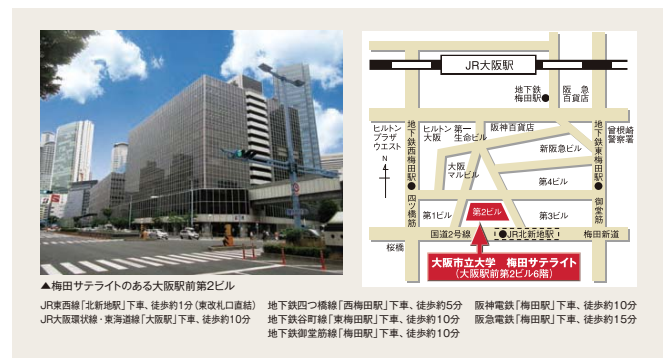 JR大阪駅
地下鉄
梅田駅
阪急
百貨店
ヒルトン
プラザ
ウエスト
地下鉄西梅田駅
ヒルトン
大阪
第一
生命ビル
阪神百貨店
地下鉄東梅田駅
曾根崎
警察署
新阪急ビル
N
4
大阪
マルビル
第4ビル
四ツ橋筋
第1ビル
第2ビル
第3ビル
御堂筋
国道2号線
JR北新地駅
梅田新道
桜橋
大阪市立大学 梅田サテライト
(大阪駅前第2ビル6階)
▲梅田サテライトのある大阪駅前第2ビル
JR東西線「北新地駅」下車、徒歩約1分(東改札口直結)
JR大阪環状線・東海道線「大阪駅」下車、徒歩約10分
地下鉄四つ橋線「西梅田駅」下車、徒歩約5分
地下鉄谷町線「東梅田駅」下車、徒歩約10分
地下鉄御堂筋線「梅田駅」下車、徒歩約10分
阪神電鉄「梅田駅」下車、徒歩約10分
阪急電鉄「梅田駅」下車、徒歩約15分